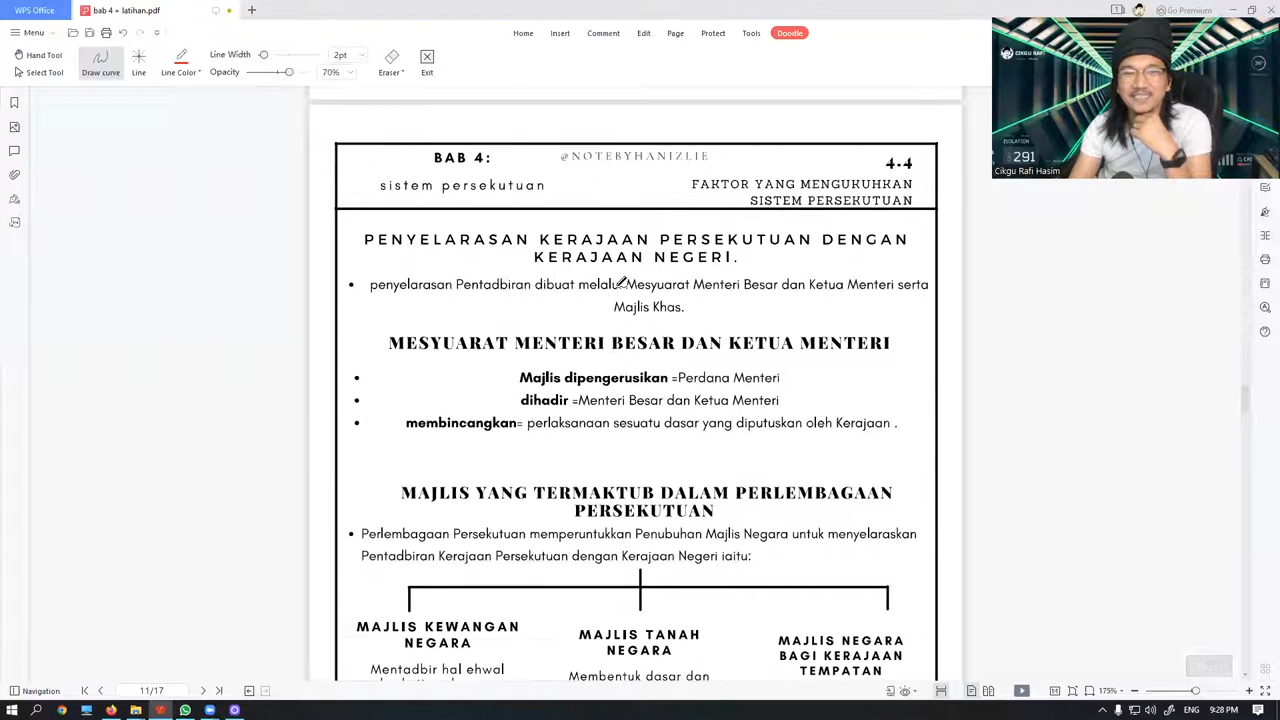 WPS Office
bab 4 + latihan.pdf
Go Premium
Menu
Home
Insert
Comment
Edit
Page
Protect
Tools
Doodle
Hand Tool
Select Tool
Draw curve
Line
Line Color
Line Width
2pt
Opacity
70%
Eraser
Exit
CIKGU RAFI
ISOLATION
291
Cikgu Rafi Hasim
BAB 4:
sistem persekutuan
@NOTEBYHANIZLIE
4.4
FAKTOR YANG MENGUKUHKAN
SISTEM PERSEKUTUAN
PENYELARASAN KERAJAAN PERSEKUTUAN DENGAN
KERAJAAN NEGERI.
• penyelarasan Pentadbiran dibuat melalui Mesyuarat Menteri Besar dan Ketua Menteri serta
Majlis Khas.
MESYUARAT MENTERI BESAR DAN KETUA MENTERI
• Majlis dipengerusikan =Perdana Menteri
• dihadir =Menteri Besar dan Ketua Menteri
• membincangkan= perlaksanaan sesuatu dasar yang diputuskan oleh Kerajaan .
MAJLIS YANG TERMAKTUB DALAM PERLEMBAGAAN
PERSEKUTUAN
• Perlembagaan Persekutuan memperuntukkan Penubuhan Majlis Negara untuk menyelaraskan
Pentadbiran Kerajaan Persekutuan dengan Kerajaan Negeri iaitu:
MAJLIS KEWANGAN
NEGARA
Mentadbir hal ehwal
MAJLIS TANAH
NEGARA
Membentuk dasar dan
MAJLIS NEGARA
BAGI KERAJAAN
TEMPATAN
Page11
Navigation
11/17
175%
9:28 PM